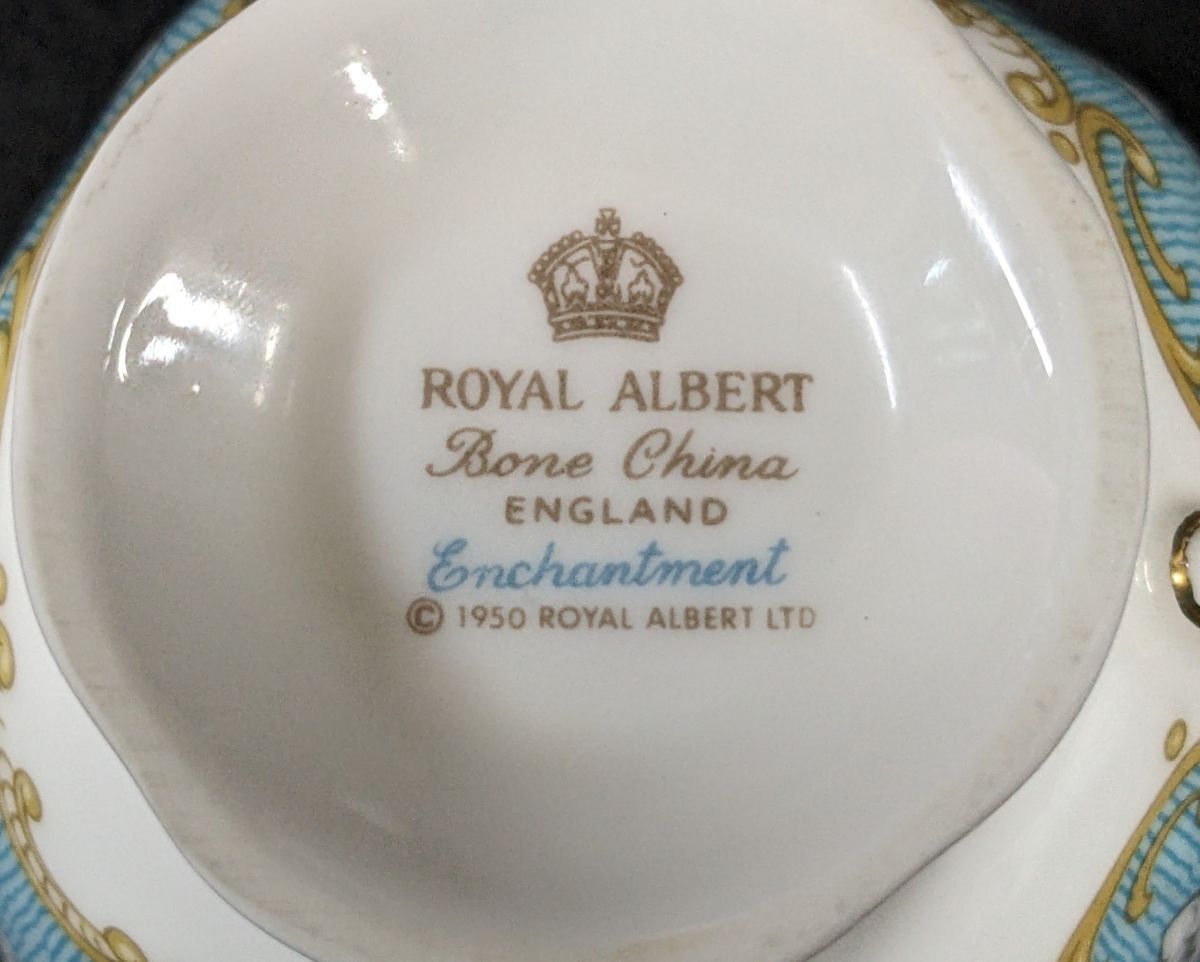 ROYAL ALBERT
Bone China
ENGLAND
Enchantment
© 1950 ROYAL ALBERT LTD